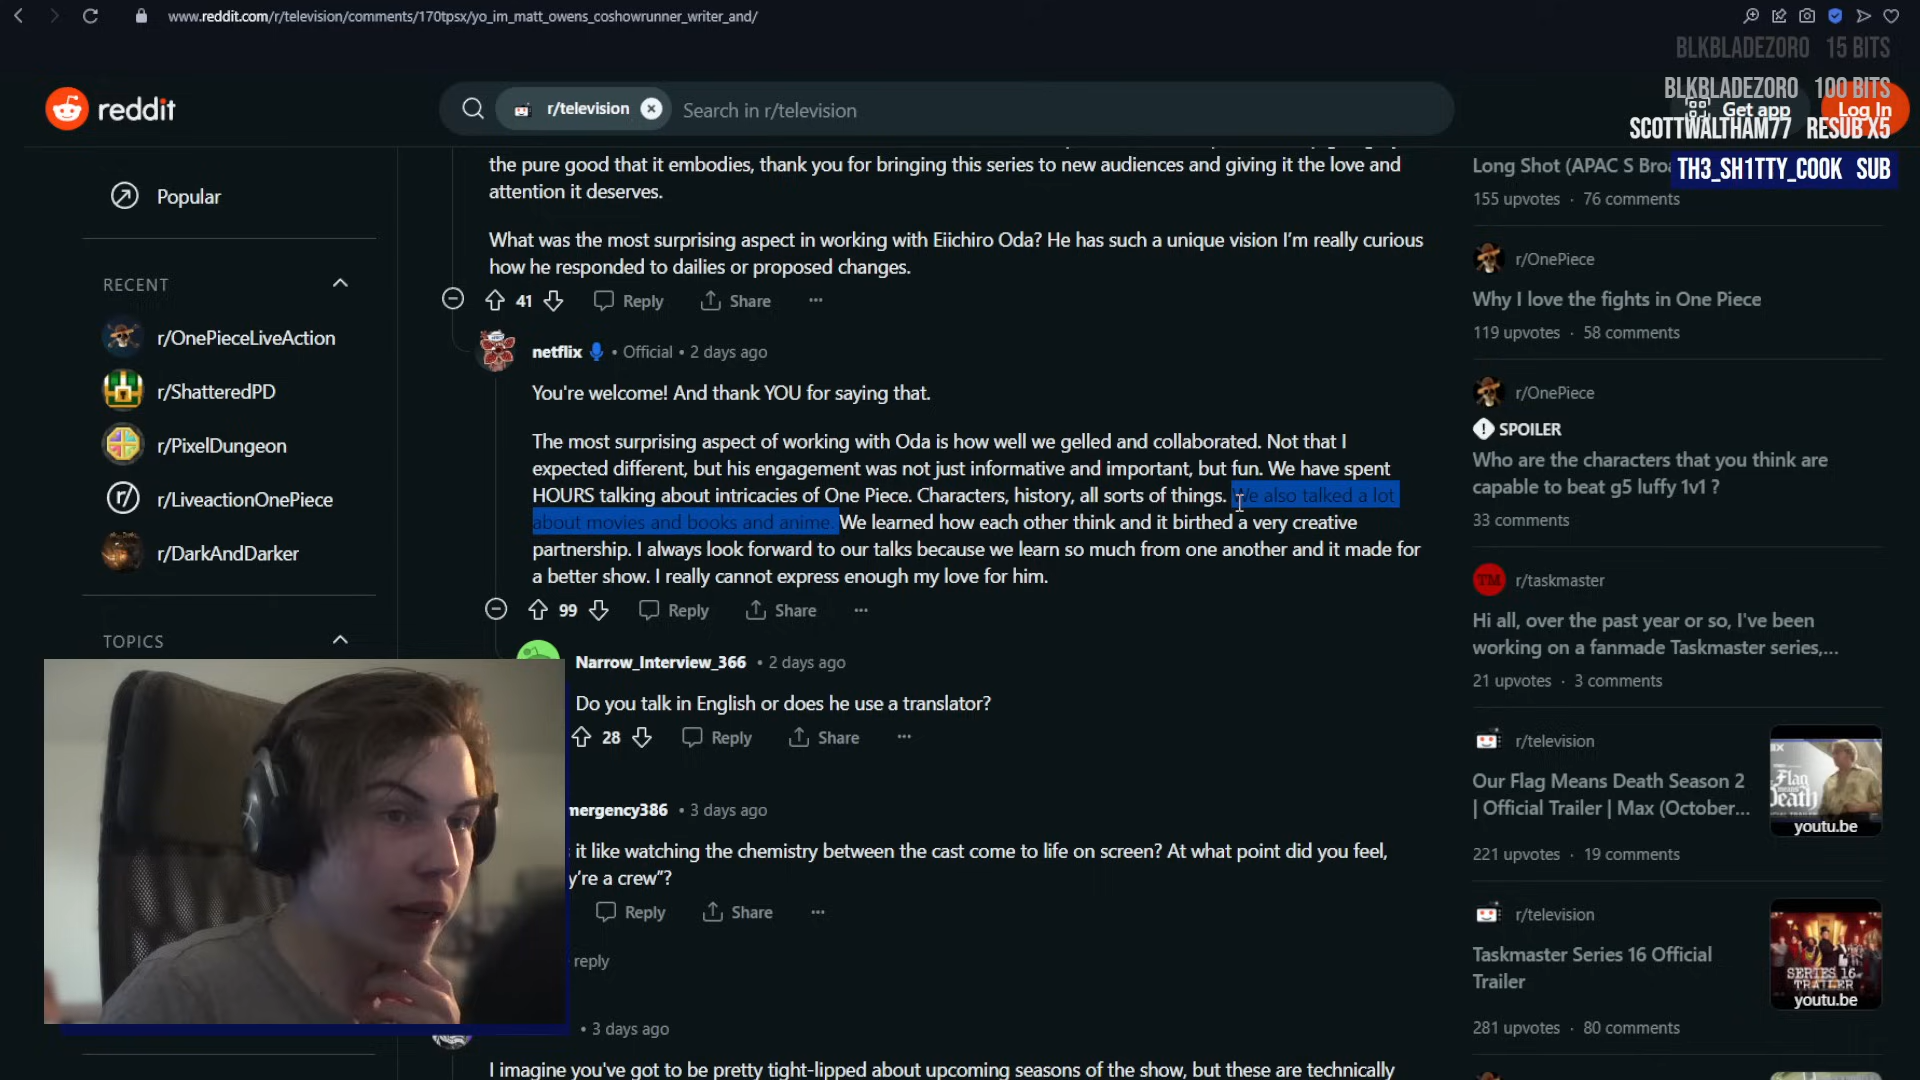 www.reddit.com/r/television/comments/170tpsx/yo_im_matt_owens_coshowrunner_writer_and/
BLKBLADEZORO 15 BITS
BLKBLADEZORO 100 BITS
SCOTTWALTHAM77 RESUB X5
TH3_SH1TTY_COOK SUB
reddit
r/television
Search in r/television
Get app
Log In
Popular
RECENT
r/OnePieceLiveAction
r/ShatteredPD
r/PixelDungeon
r/LiveactionOnePiece
r/DarkAndDarker
TOPICS
the pure good that it embodies, thank you for bringing this series to new audiences and giving it the love and
attention it deserves.
What was the most surprising aspect in working with Eiichiro Oda? He has such a unique vision I’m really curious
how he responded to dailies or proposed changes.
41 Reply Share
netflix • Official • 2 days ago
You're welcome! And thank YOU for saying that.
The most surprising aspect of working with Oda is how well we gelled and collaborated. Not that I
expected different, but his engagement was not just informative and important, but fun. We have spent
HOURS talking about intricacies of One Piece. Characters, history, all sorts of things. We also talked a lot
about movies and books and anime. We learned how each other think and it birthed a very creative
partnership. I always look forward to our talks because we learn so much from one another and it made for
a better show. I really cannot express enough my love for him.
99 Reply Share
Narrow_Interview_366 • 2 days ago
Do you talk in English or does he use a translator?
28 Reply Share
mergency386 • 3 days ago
it like watching the chemistry between the cast come to life on screen? At what point did you feel,
y’re a crew”?
Reply Share
reply
• 3 days ago
I imagine you've got to be pretty tight-lipped about upcoming seasons of the show, but these are technically
Long Shot (APAC S Broa
155 upvotes · 76 comments
r/OnePiece
Why I love the fights in One Piece
119 upvotes · 58 comments
r/OnePiece
SPOILER
Who are the characters that you think are
capable to beat g5 luffy 1v1 ?
33 comments
TM r/taskmaster
Hi all, over the past year or so, I've been
working on a fanmade Taskmaster series,...
21 upvotes · 3 comments
r/television
Our Flag Means Death Season 2
| Official Trailer | Max (October...
Flag
means
Death
youtu.be
221 upvotes · 19 comments
r/television
Taskmaster Series 16 Official
Trailer
SERIES 16
TRAILER
youtu.be
281 upvotes · 80 comments